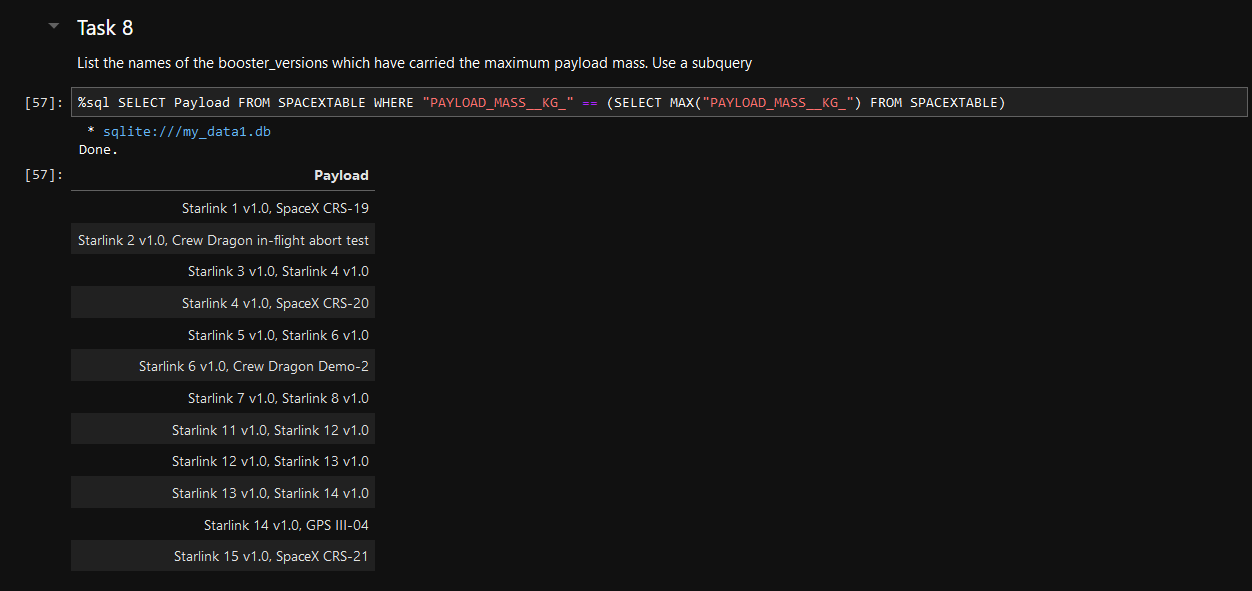 Task 8
List the names of the booster_versions which have carried the maximum payload mass. Use a subquery
[57]: %sql SELECT Payload FROM SPACEXTABLE WHERE "PAYLOAD_MASS__KG_" == (SELECT MAX("PAYLOAD_MASS__KG_") FROM SPACEXTABLE)
* sqlite:///my_data1.db
Done.
[57]: Payload
Starlink 1 v1.0, SpaceX CRS-19
Starlink 2 v1.0, Crew Dragon in-flight abort test
Starlink 3 v1.0, Starlink 4 v1.0
Starlink 4 v1.0, SpaceX CRS-20
Starlink 5 v1.0, Starlink 6 v1.0
Starlink 6 v1.0, Crew Dragon Demo-2
Starlink 7 v1.0, Starlink 8 v1.0
Starlink 11 v1.0, Starlink 12 v1.0
Starlink 12 v1.0, Starlink 13 v1.0
Starlink 13 v1.0, Starlink 14 v1.0
Starlink 14 v1.0, GPS III-04
Starlink 15 v1.0, SpaceX CRS-21